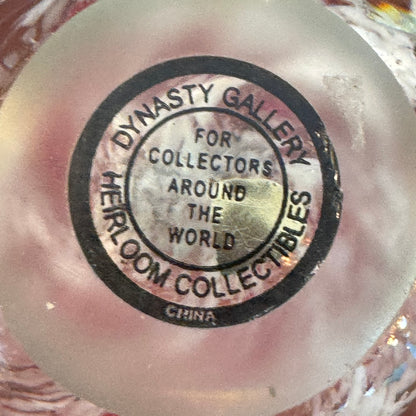 DYNASTY GALLERY
FOR
COLLECTORS
AROUND
THE
WORLD
HEIRLOOM COLLECTIBLES
CHINA